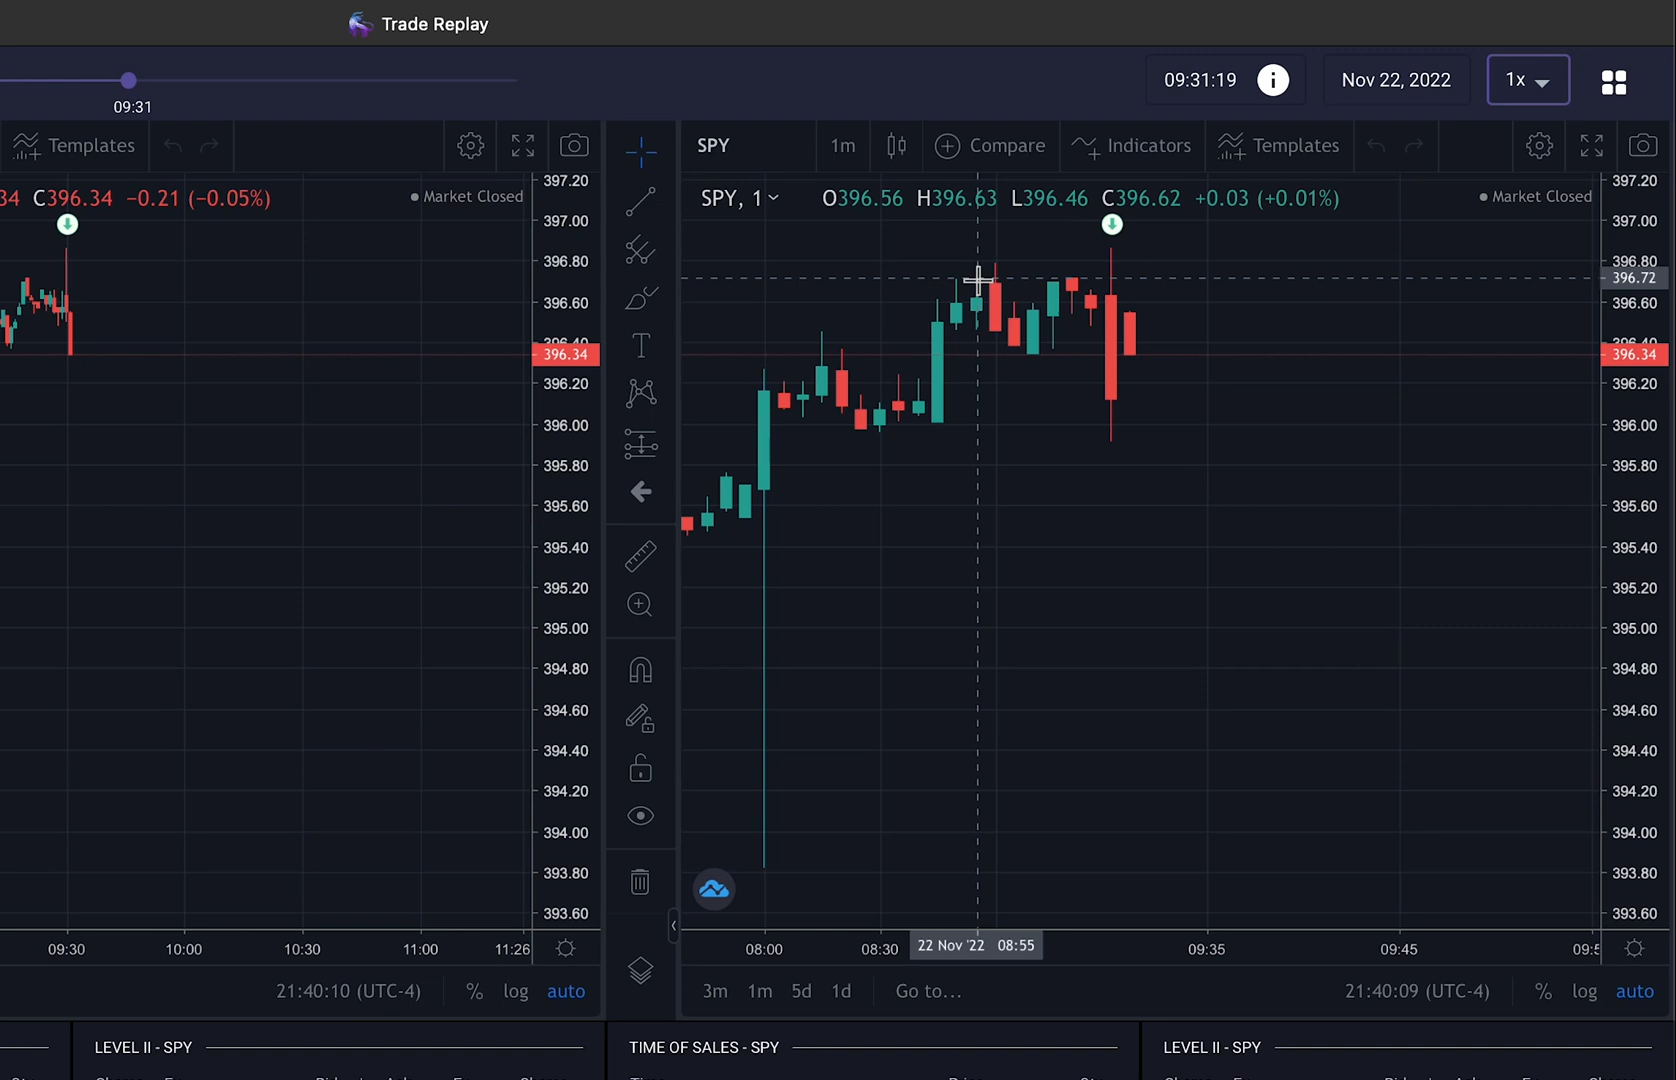 Trade Replay
09:31
09:31:19
Nov 22, 2022
1x
Templates
SPY
1m
Compare
Indicators
Templates
34 C396.34 −0.21 (−0.05%)
Market Closed
SPY, 1
O396.56 H396.63 L396.46 C396.62 +0.03 (+0.01%)
Market Closed
397.20
397.00
396.80
396.60
396.40
396.34
396.20
396.00
395.80
395.60
395.40
395.20
395.00
394.80
394.60
394.40
394.20
394.00
393.80
393.60
397.20
397.00
396.80
396.72
396.60
396.40
396.34
396.20
396.00
395.80
395.60
395.40
395.20
395.00
394.80
394.60
394.40
394.20
394.00
393.80
393.60
09:30 10:00 10:30 11:00 11:26
08:00 08:30 22 Nov '22 08:55 09:35 09:45 09:5
21:40:10 (UTC-4) % log auto
3m 1m 5d 1d Go to... 21:40:09 (UTC-4) % log auto
LEVEL II - SPY
TIME OF SALES - SPY
LEVEL II - SPY